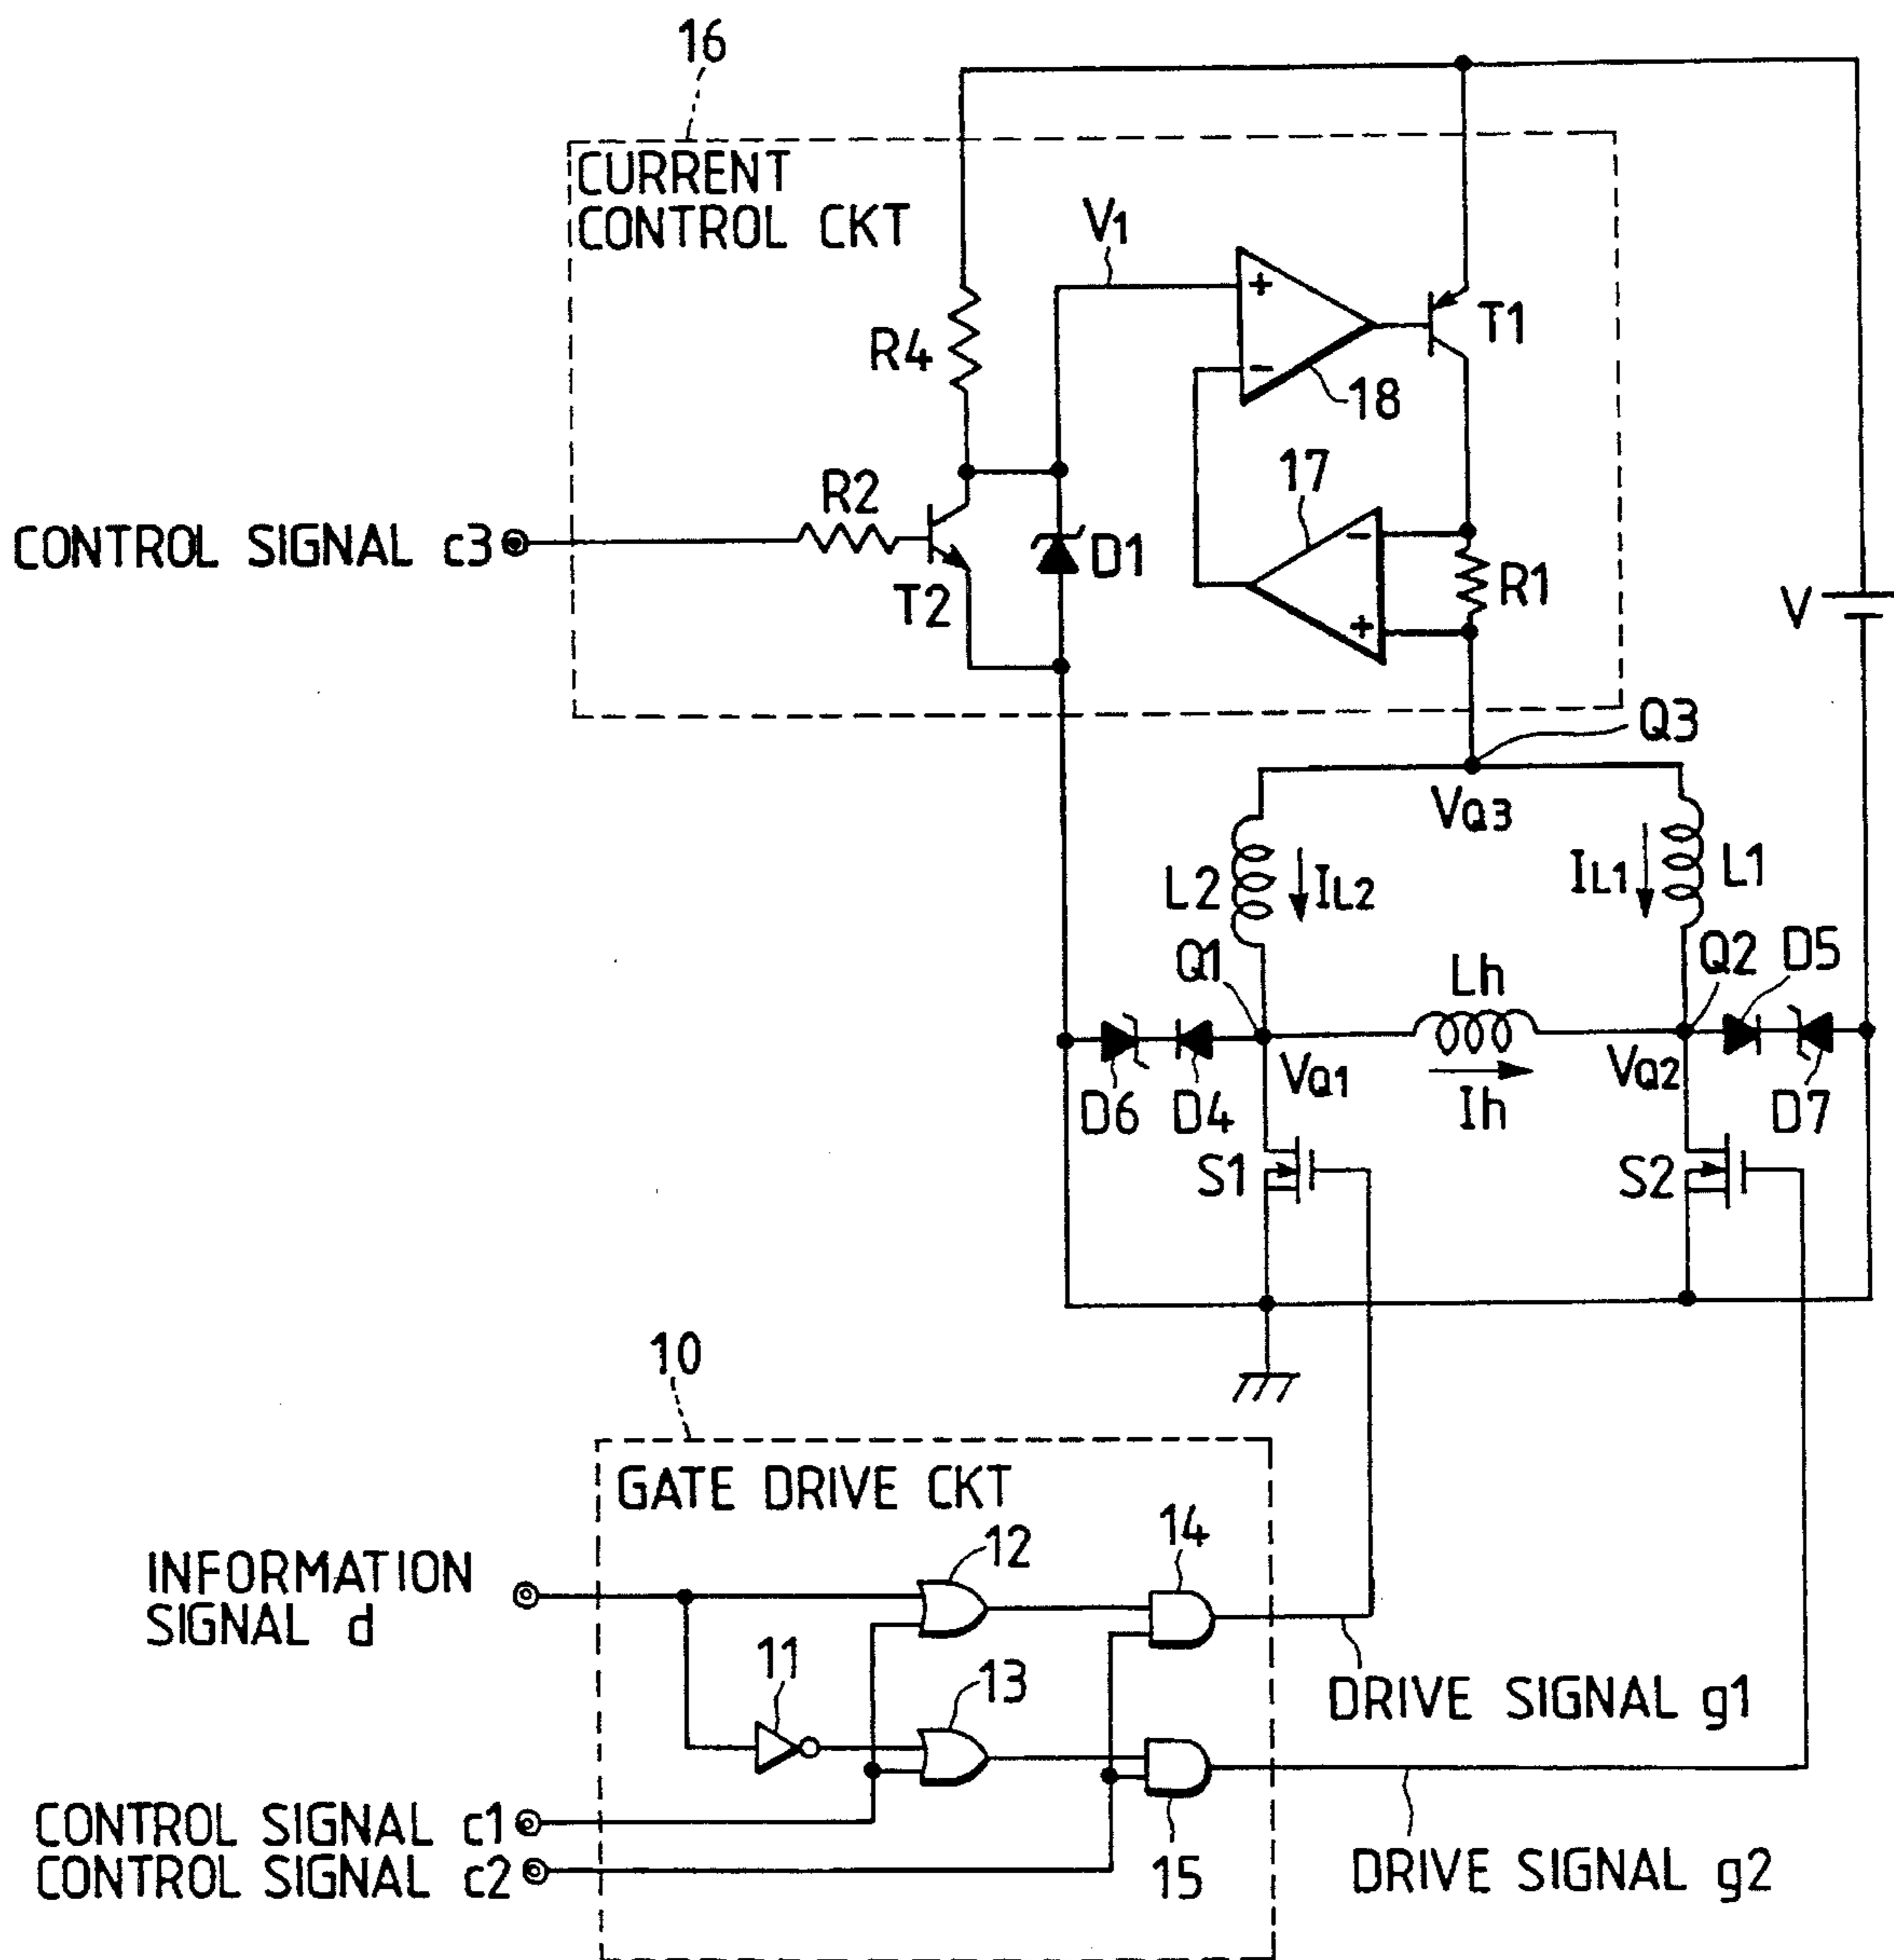 16
CURRENT
CONTROL CKT
V1
+
R4
T1
-
18
17
R2
-
CONTROL SIGNAL c3
D1
R1
T2
V
+
Q3
VQ3
L2
IL2
IL1
L1
Q1
Lh
Q2
D5
D6
D4
VQ1
Ih
VQ2
D7
S1
S2
10
GATE DRIVE CKT
INFORMATION
SIGNAL d
12
14
11
13
DRIVE SIGNAL g1
CONTROL SIGNAL c1
CONTROL SIGNAL c2
15
DRIVE SIGNAL g2